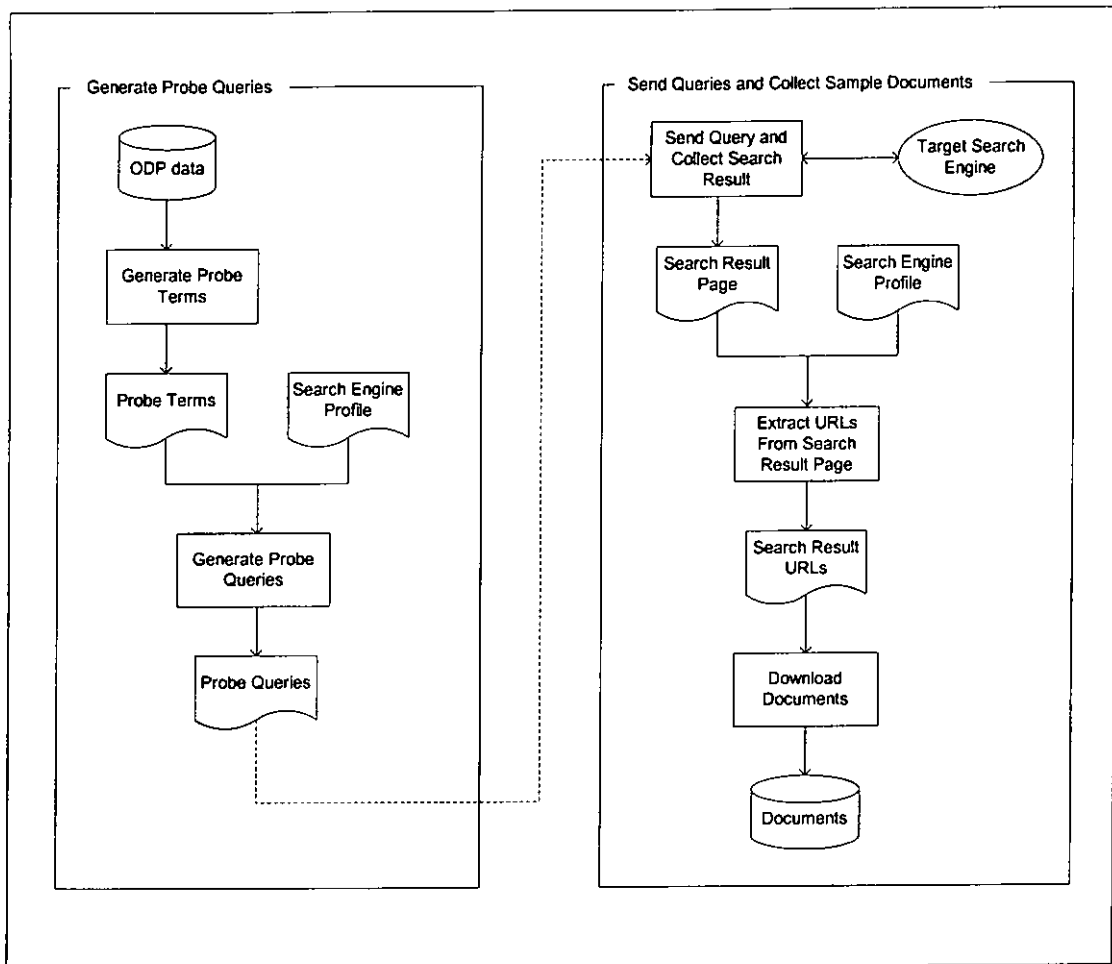 Generate Probe Queries
ODP data
Generate Probe
Terms
Probe Terms
Search Engine
Profile
Generate Probe
Queries
Probe Queries
Send Queries and Collect Sample Documents
Send Query and
Collect Search
Result
Target Search
Engine
Search Result
Page
Search Engine
Profile
Extract URLs
From Search
Result Page
Search Result
URLs
Download
Documents
Documents